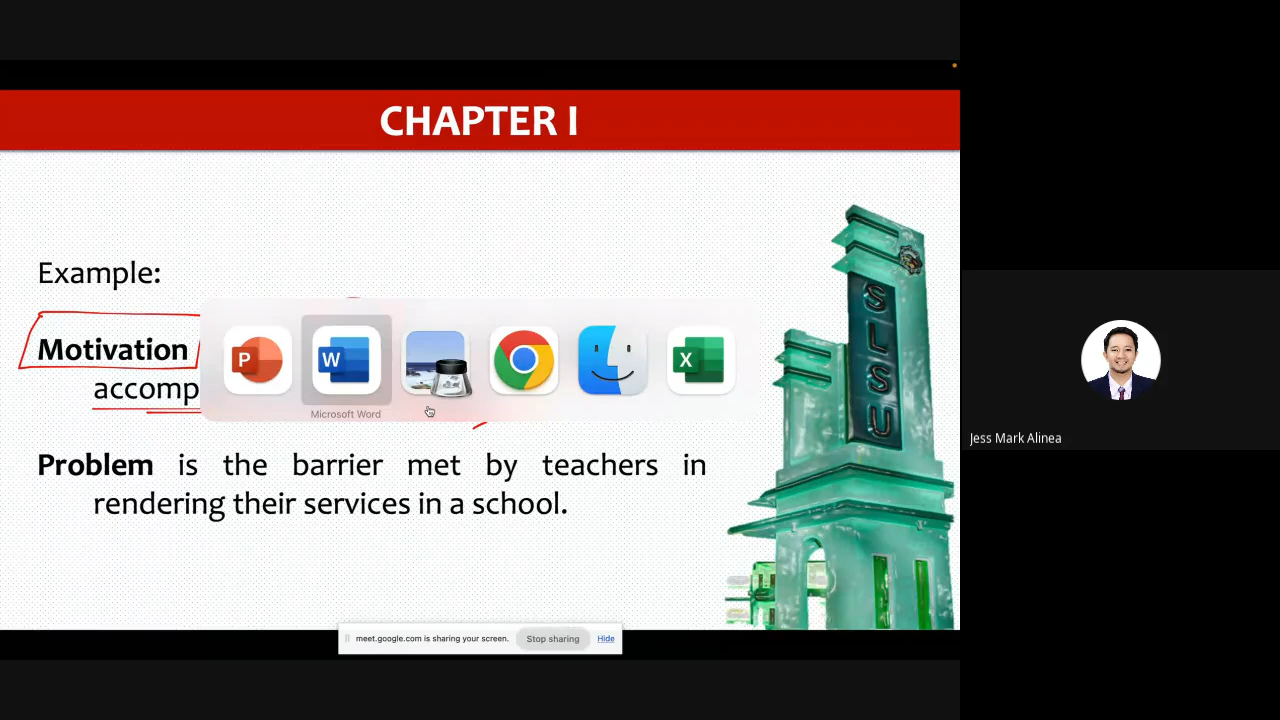 CHAPTER I
Example:
Motivation
accomp
Microsoft Word
Problem is the barrier met by teachers in
rendering their services in a school.
SLSU
P
W
X
meet.google.com is sharing your screen. Stop sharing Hide
Jess Mark Alinea